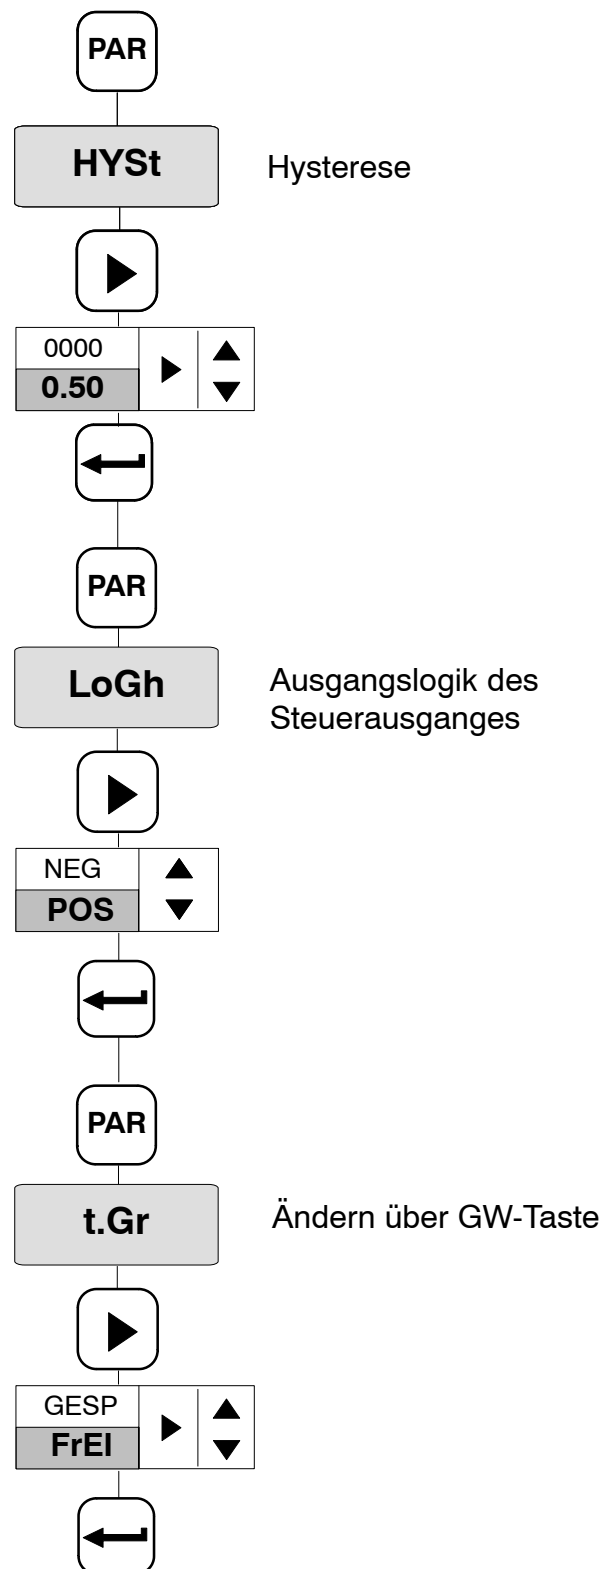 PAR
HYSt
Hysterese
0000
0.50
PAR
LoGh
Ausgangslogik des
Steuerausganges
NEG
POS
PAR
t.Gr
Ändern über GW-Taste
GESP
FrEI